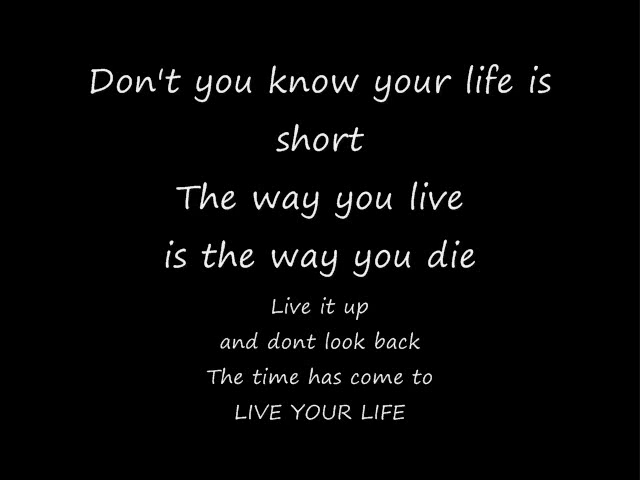 Don't you know your life is
short
The way you live
is the way you die
Live it up
and dont look back
The time has come to
LIVE YOUR LIFE